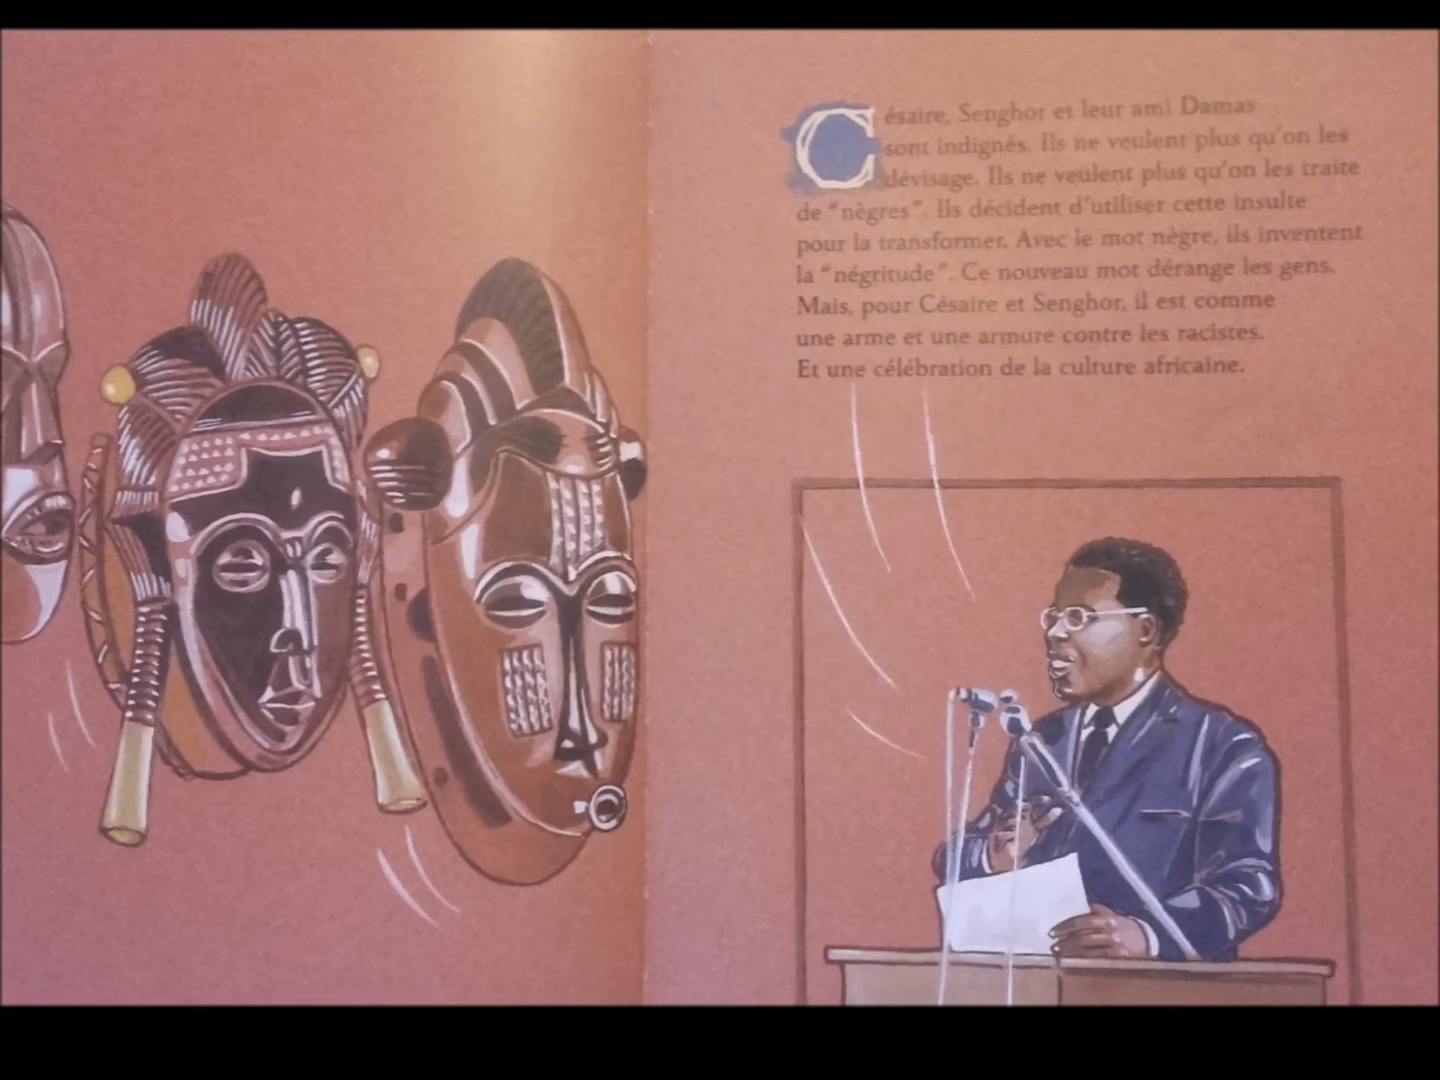 Césaire, Senghor et leur ami Damas
sont indignés. Ils ne veulent plus qu'on les
dévisage. Ils ne veulent plus qu'on les traite
de "nègres". Ils décident d'utiliser cette insulte
pour la transformer. Avec le mot nègre, ils inventent
la "négritude". Ce nouveau mot dérange les gens.
Mais, pour Césaire et Senghor, il est comme
une arme et une armure contre les racistes.
Et une célébration de la culture africaine.